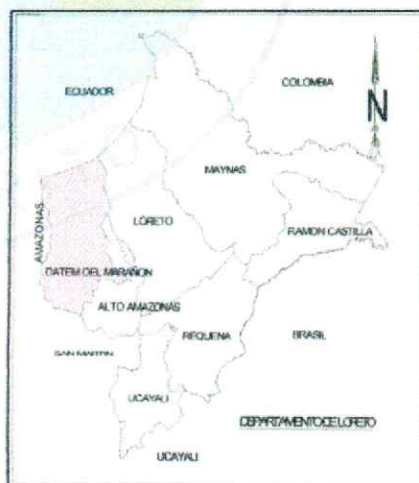 ECUADOR
COLOMBIA
N
MAYNAS
AMAZONAS
LORETO
RAMON CASTILLA
DATEM DEL MARAÑON
ALTO AMAZONAS
REQUENA
BRASIL
SAN MARTIN
UCAYALI
DEPARTAMENTO DE LORETO
UCAYALI